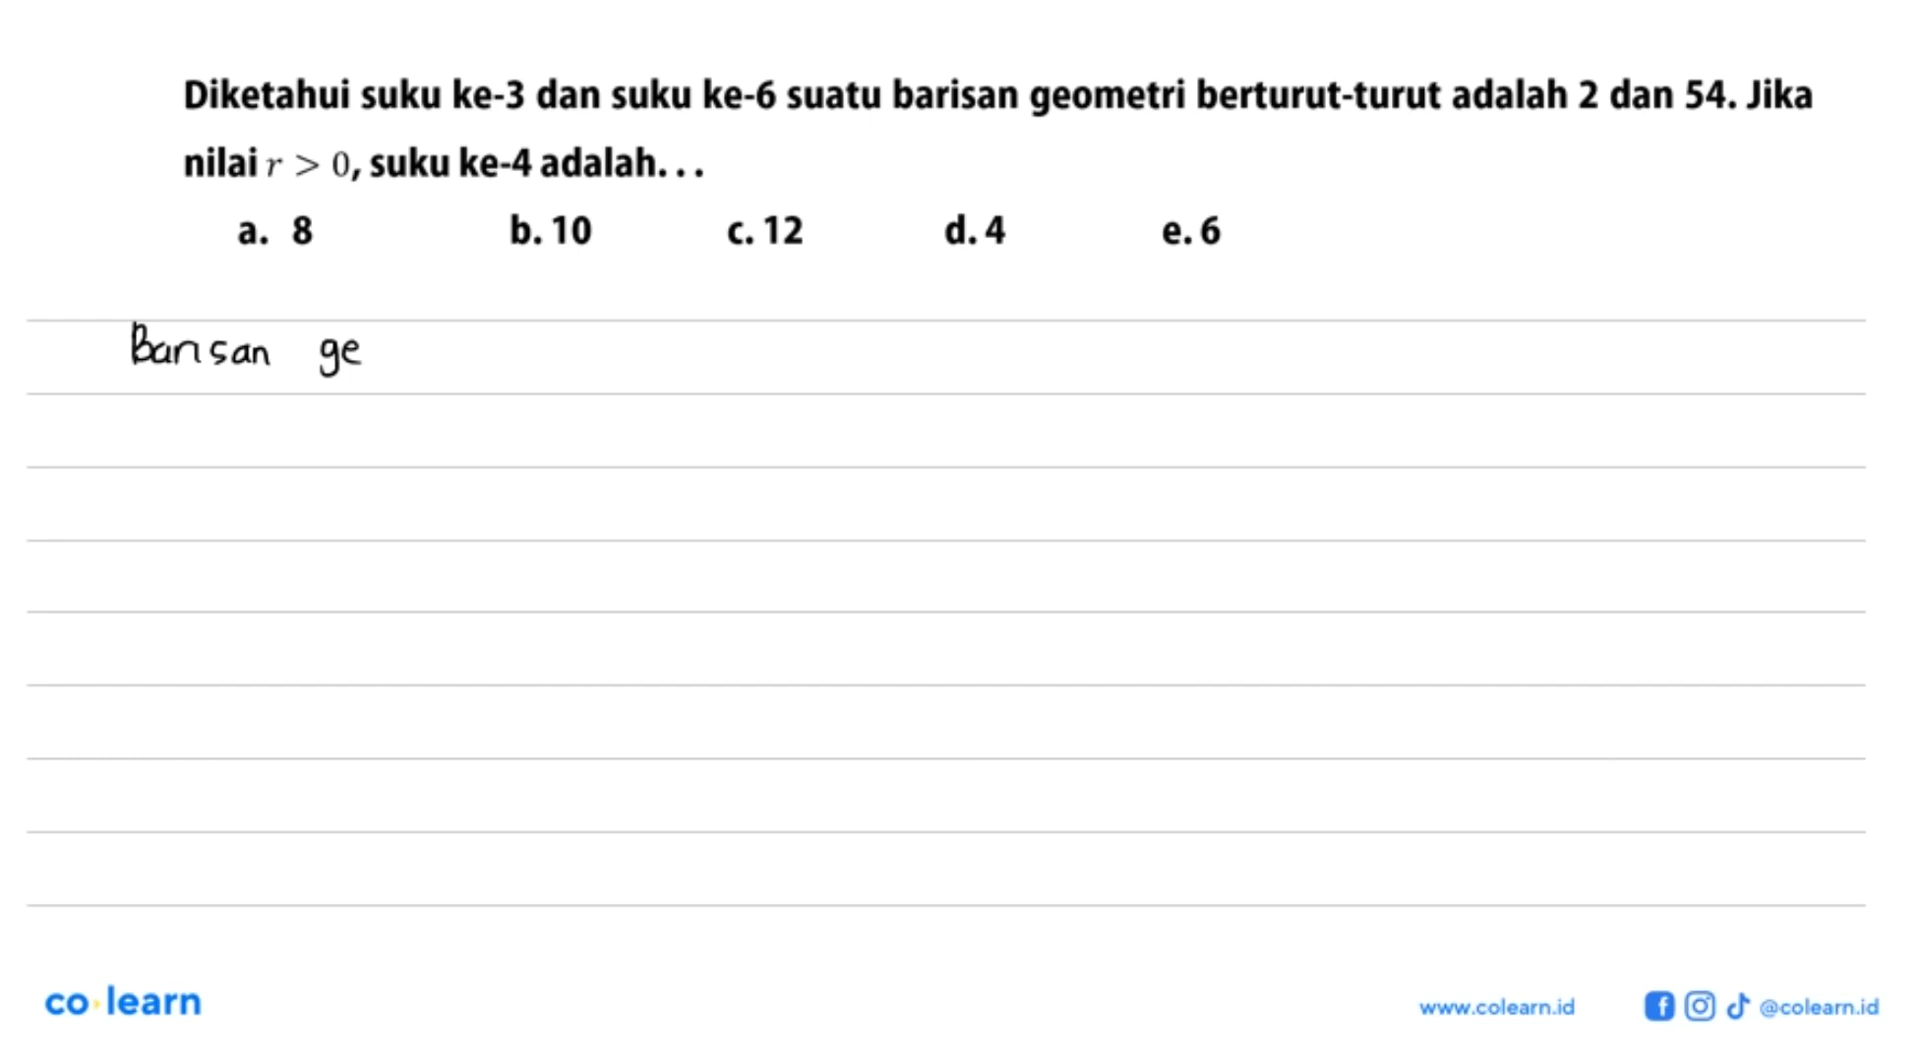 Diketahui suku ke-3 dan suku ke-6 suatu barisan geometri berturut-turut adalah 2 dan 54. Jika
nilai r > 0, suku ke-4 adalah...
a. 8 b. 10 c. 12 d. 4 e. 6
Barisan ge
co learn www.colearn.id @colearn.id